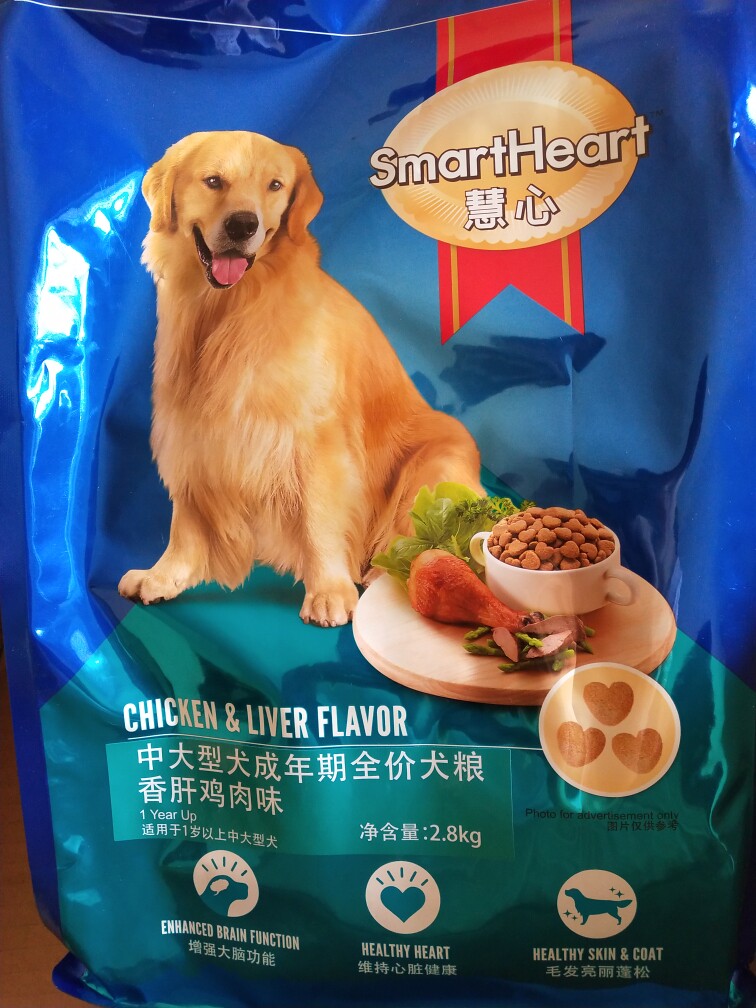 SmartHeart
慧心
CHICKEN & LIVER FLAVOR
中大型犬成年期全价犬粮
香肝鸡肉味
1 Year Up
适用于1岁以上中大型犬
净含量:2.8kg
Photo for advertisement only
图片仅供参考
ENHANCED BRAIN FUNCTION
增强大脑功能
HEALTHY HEART
维持心脏健康
HEALTHY SKIN & COAT
毛发亮丽蓬松